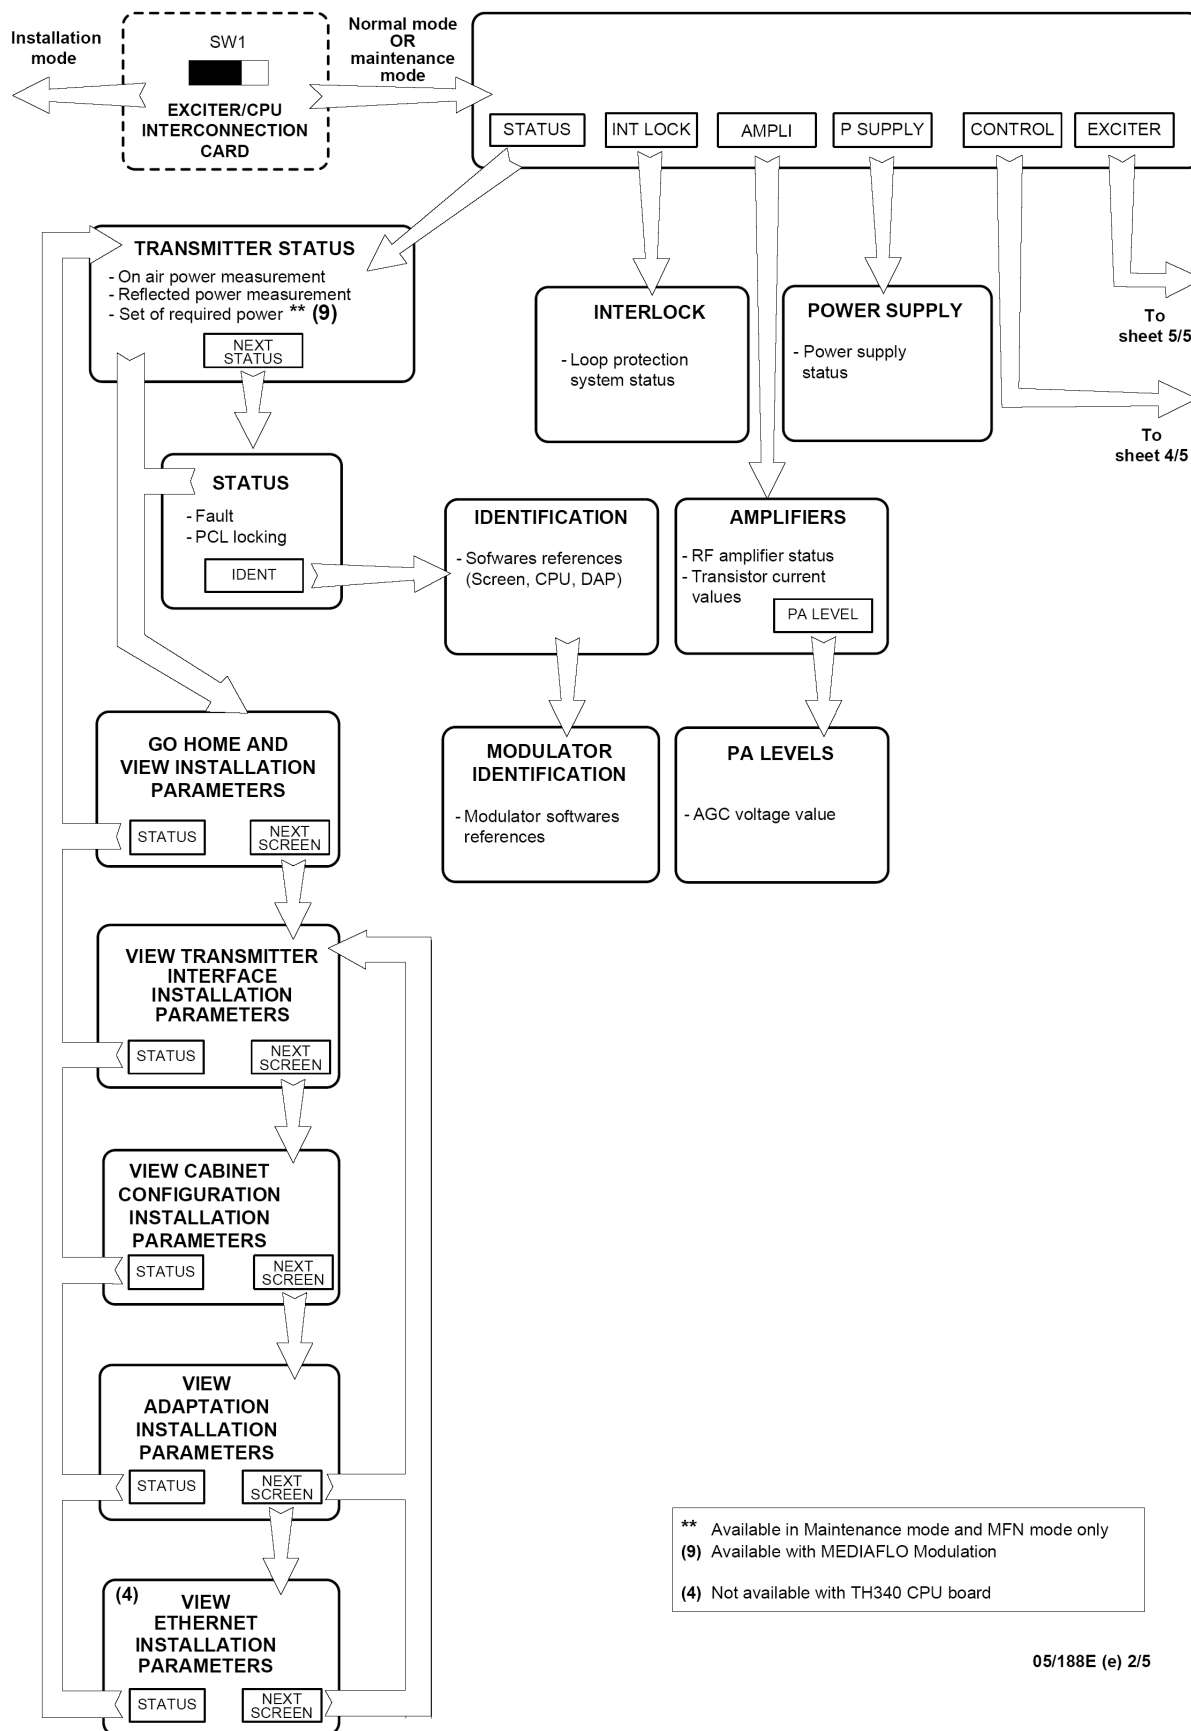 Installation
mode
SW1
EXCITER/CPU
INTERCONNECTION
CARD
Normal mode
OR
maintenance
mode
STATUS
INT LOCK
AMPLI
P SUPPLY
CONTROL
EXCITER
TRANSMITTER STATUS
- On air power measurement
- Reflected power measurement
- Set of required power ** (9)
NEXT
STATUS
INTERLOCK
- Loop protection
system status
POWER SUPPLY
- Power supply
status
To
sheet 5/5
To
sheet 4/5
STATUS
- Fault
- PCL locking
IDENT
IDENTIFICATION
- Sofwares references
(Screen, CPU, DAP)
AMPLIFIERS
- RF amplifier status
- Transistor current
values
PA LEVEL
GO HOME AND
VIEW INSTALLATION
PARAMETERS
STATUS
NEXT
SCREEN
MODULATOR
IDENTIFICATION
- Modulator softwares
references
PA LEVELS
- AGC voltage value
VIEW TRANSMITTER
INTERFACE
INSTALLATION
PARAMETERS
STATUS
NEXT
SCREEN
VIEW CABINET
CONFIGURATION
INSTALLATION
PARAMETERS
STATUS
NEXT
SCREEN
VIEW
ADAPTATION
INSTALLATION
PARAMETERS
STATUS
NEXT
SCREEN
(4) VIEW
ETHERNET
INSTALLATION
PARAMETERS
STATUS
NEXT
SCREEN
** Available in Maintenance mode and MFN mode only
(9) Available with MEDIAFLO Modulation
(4) Not available with TH340 CPU board
05/188E (e) 2/5